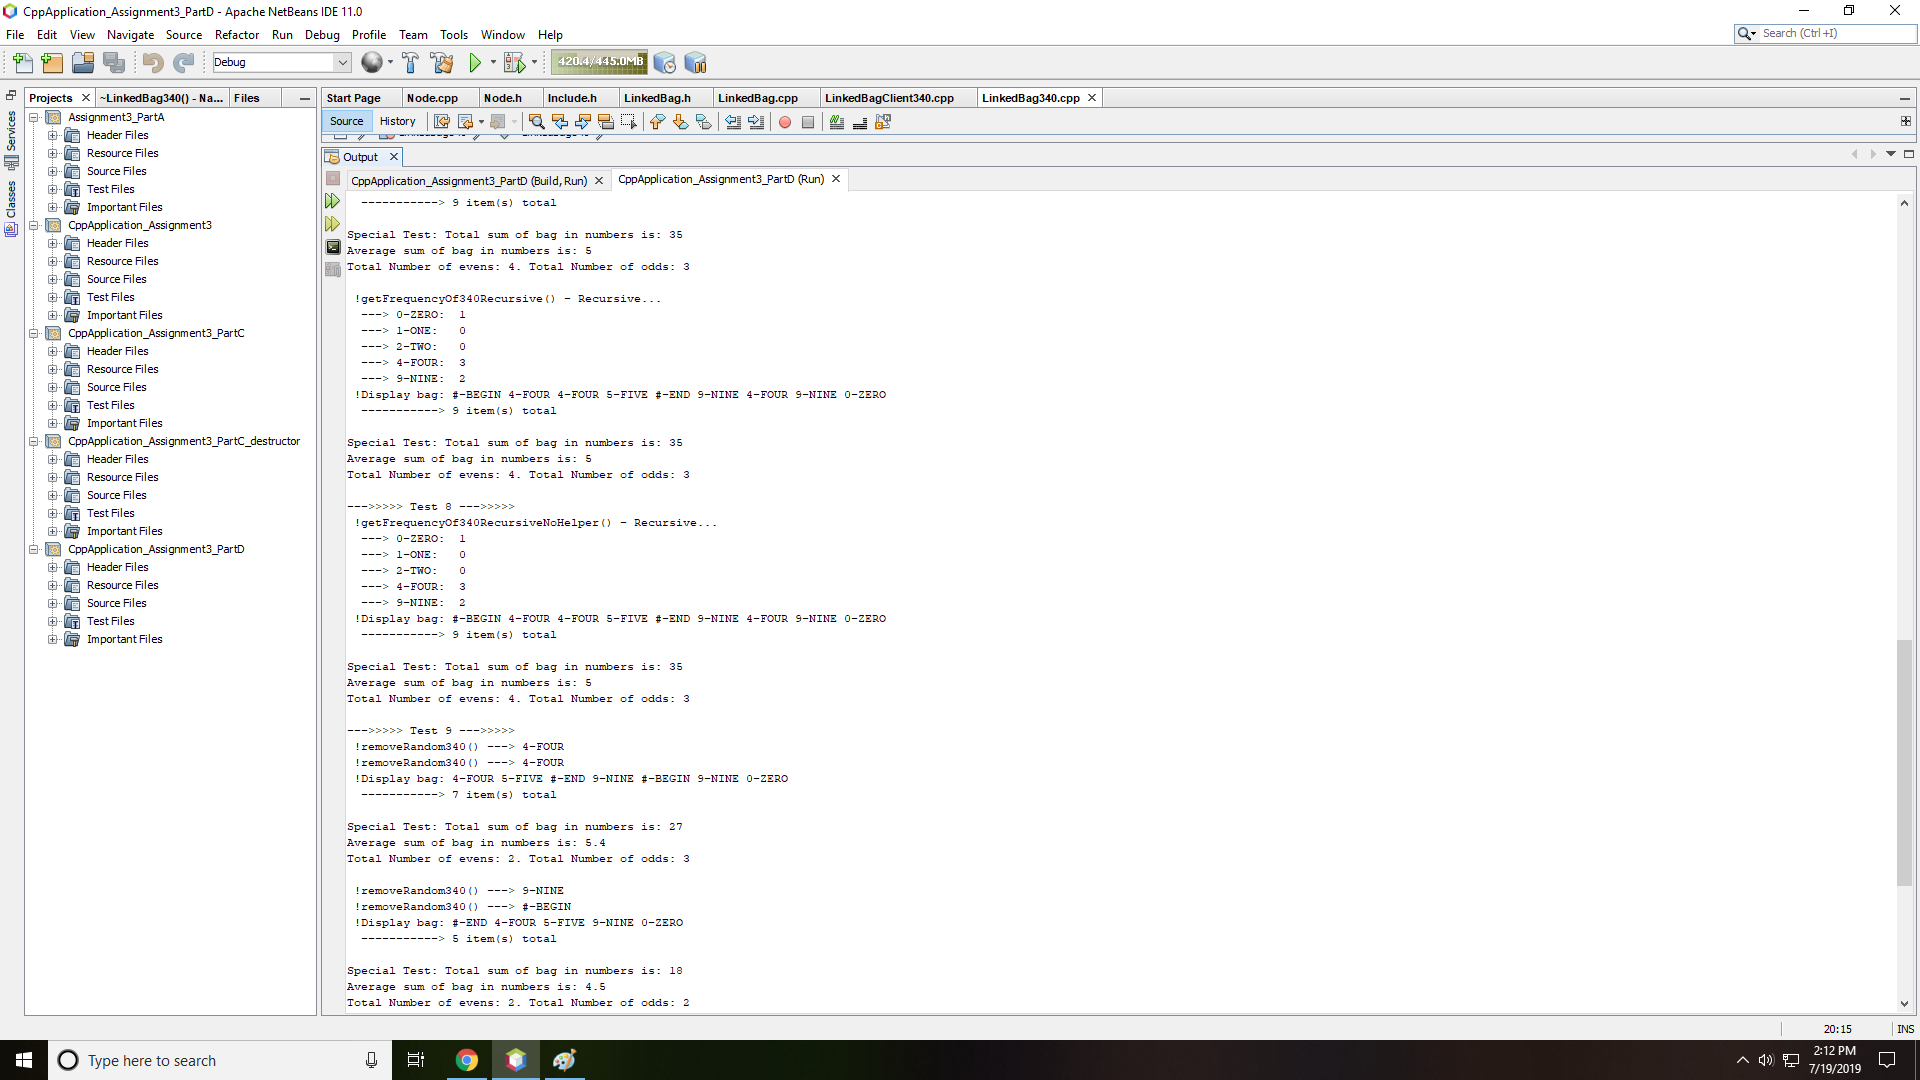 CppApplication_Assignment3_PartD - Apache NetBeans IDE 11.0
File Edit View Navigate Source Refactor Run Debug Profile Team Tools Window Help
Search (Ctrl+I)
Debug
420.4/445.0MB
Projects ~LinkedBag340() - Na... Files
Start Page Node.cpp Node.h Include.h LinkedBag.h LinkedBag.cpp LinkedBagClient340.cpp LinkedBag340.cpp
Source History
Services
Classes
Assignment3_PartA
Header Files
Resource Files
Source Files
Test Files
Important Files
CppApplication_Assignment3
Header Files
Resource Files
Source Files
Test Files
Important Files
CppApplication_Assignment3_PartC
Header Files
Resource Files
Source Files
Test Files
Important Files
CppApplication_Assignment3_PartC_destructor
Header Files
Resource Files
Source Files
Test Files
Important Files
CppApplication_Assignment3_PartD
Header Files
Resource Files
Source Files
Test Files
Important Files
Output
CppApplication_Assignment3_PartD (Build, Run) CppApplication_Assignment3_PartD (Run)
-----------> 9 item(s) total
Special Test: Total sum of bag in numbers is: 35
Average sum of bag in numbers is: 5
Total Number of evens: 4. Total Number of odds: 3
!getFrequencyOf340Recursive() - Recursive...
---> 0-ZERO: 1
---> 1-ONE: 0
---> 2-TWO: 0
---> 4-FOUR: 3
---> 9-NINE: 2
!Display bag: #-BEGIN 4-FOUR 4-FOUR 5-FIVE #-END 9-NINE 4-FOUR 9-NINE 0-ZERO
-----------> 9 item(s) total
Special Test: Total sum of bag in numbers is: 35
Average sum of bag in numbers is: 5
Total Number of evens: 4. Total Number of odds: 3
--->>>>> Test 8 --->>>>>
!getFrequencyOf340RecursiveNoHelper() - Recursive...
---> 0-ZERO: 1
---> 1-ONE: 0
---> 2-TWO: 0
---> 4-FOUR: 3
---> 9-NINE: 2
!Display bag: #-BEGIN 4-FOUR 4-FOUR 5-FIVE #-END 9-NINE 4-FOUR 9-NINE 0-ZERO
-----------> 9 item(s) total
Special Test: Total sum of bag in numbers is: 35
Average sum of bag in numbers is: 5
Total Number of evens: 4. Total Number of odds: 3
--->>>>> Test 9 --->>>>>
!removeRandom340() ---> 4-FOUR
!removeRandom340() ---> 4-FOUR
!Display bag: 4-FOUR 5-FIVE #-END 9-NINE #-BEGIN 9-NINE 0-ZERO
-----------> 7 item(s) total
Special Test: Total sum of bag in numbers is: 27
Average sum of bag in numbers is: 5.4
Total Number of evens: 2. Total Number of odds: 3
!removeRandom340() ---> 9-NINE
!removeRandom340() ---> #-BEGIN
!Display bag: #-END 4-FOUR 5-FIVE 9-NINE 0-ZERO
-----------> 5 item(s) total
Special Test: Total sum of bag in numbers is: 18
Average sum of bag in numbers is: 4.5
Total Number of evens: 2. Total Number of odds: 2
20:15 INS
Type here to search
2:12 PM
7/19/2019